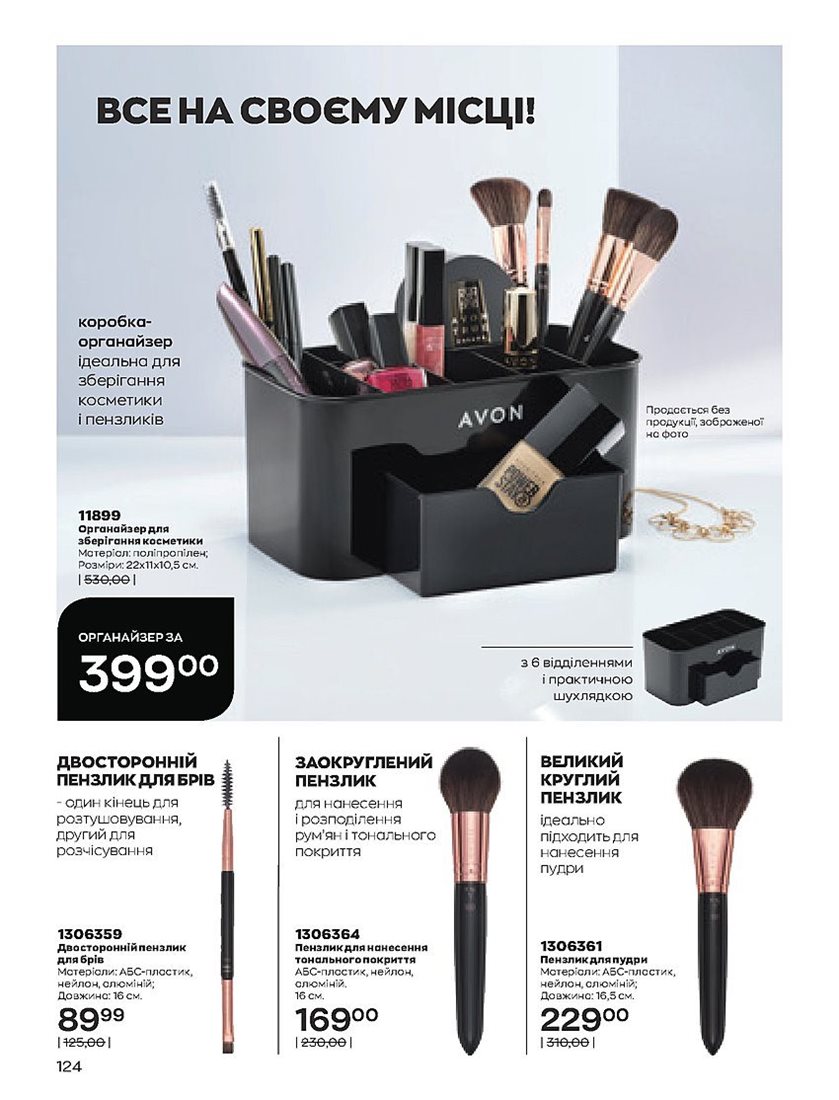 ВСЕ НА СВОЄМУ МІСЦІ!
коробка-
органайзер
ідеальна для
зберігання
косметики
і пензликів
AVON
Продається без
продукції, зображеної
на фото
11899
Органайзер для
зберігання косметики
Матеріал: поліпропілен;
Розміри: 22х11х10,5 см.
| 530,00 |
ОРГАНАЙЗЕР ЗА
399⁰⁰
з 6 відділеннями
і практичною
шухлядкою
AVON
ДВОСТОРОННІЙ
ПЕНЗЛИК ДЛЯ БРІВ
- один кінець для
розтушовування,
другий для
розчісування
1306359
Двосторонній пензлик
для брів
Матеріали: АБС-пластик,
нейлон, алюміній;
Довжина: 16 см.
89⁹⁹
| 125,00 |
ЗАОКРУГЛЕНИЙ
ПЕНЗЛИК
для нанесення
і розподілення
рум'ян і тонального
покриття
1306364
Пензлик для нанесення
тонального покриття
АБС-пластик, нейлон,
алюміній.
16 см.
169⁰⁰
| 230,00 |
ВЕЛИКИЙ
КРУГЛИЙ
ПЕНЗЛИК
ідеально
підходить для
нанесення
пудри
1306361
Пензлик для пудри
Матеріали: АБС-пластик,
нейлон, алюміній;
Довжина: 16,5 см.
229⁰⁰
| 310,00 |
124